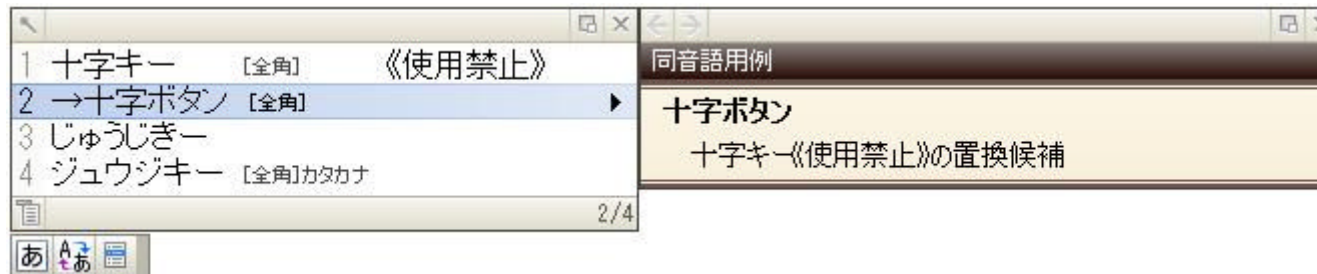 1 十字キー [全角] 《使用禁止》
2 →十字ボタン [全角]
3 じゅうじきー
4 ジュウジキー [全角]カタカナ
2/4
あ Aあ
同音語用例
十字ボタン
十字キー《使用禁止》の置換候補